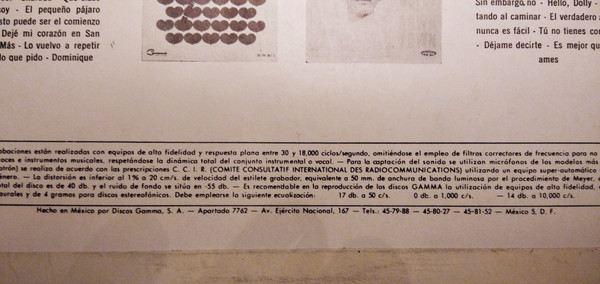 oy - El pequeño pájaro
sto puede ser el comienzo
Dejé mi corazón en San
Más - Lo vuelvo a repetir
lo que pido - Dominique
Sin embargo, no - Hello, Dolly -
tando al caminar - El verdadero a
nunca es fácil - Tú no tienes cor
- Déjame decirte - Es mejor qu
ames
obaciones están realizadas con equipos de alta fidelidad y respuesta plana entre 30 y 18,000 ciclos/segundo, omitiéndose el empleo de filtros correctores de frecuencia para no
oces e instrumentos musicales, respetándose la dinámica total del conjunto instrumental o vocal. — Para la captación del sonido se utilizan micrófonos de los modelos más
atrón) se realiza de acuerdo con las prescripciones C. C. I. R. (COMITE CONSULTATIF INTERNATIONAL DES RADIOCOMMUNICATIONS) utilizando un equipo super-automático
énero. — La distorsión es inferior al 1% a 20 cm/s. de velocidad del estilete grabador, equivalente a 50 mm. de anchura de banda luminosa por el procedimiento de Meyer,
tal del disco es de 40 db. y el ruido de fondo se sitúa en -55 db. — Es recomendable en la reproducción de los discos GAMMA la utilización de equipos de alta fidelidad,
aurales y de 4 gramos para discos estereofónicos. Debe emplearse la siguiente ecualización: 17 db. a 50 c/s. 0 db. a 1,000 c/s. — 14 db. a 10,000 c/s.
Hecho en México por Discos Gamma, S. A. — Apartado 7762 — Av. Ejército Nacional, 167 — Tels.: 45-79-88 — 45-80-27 — 45-81-52 — México 5, D. F.